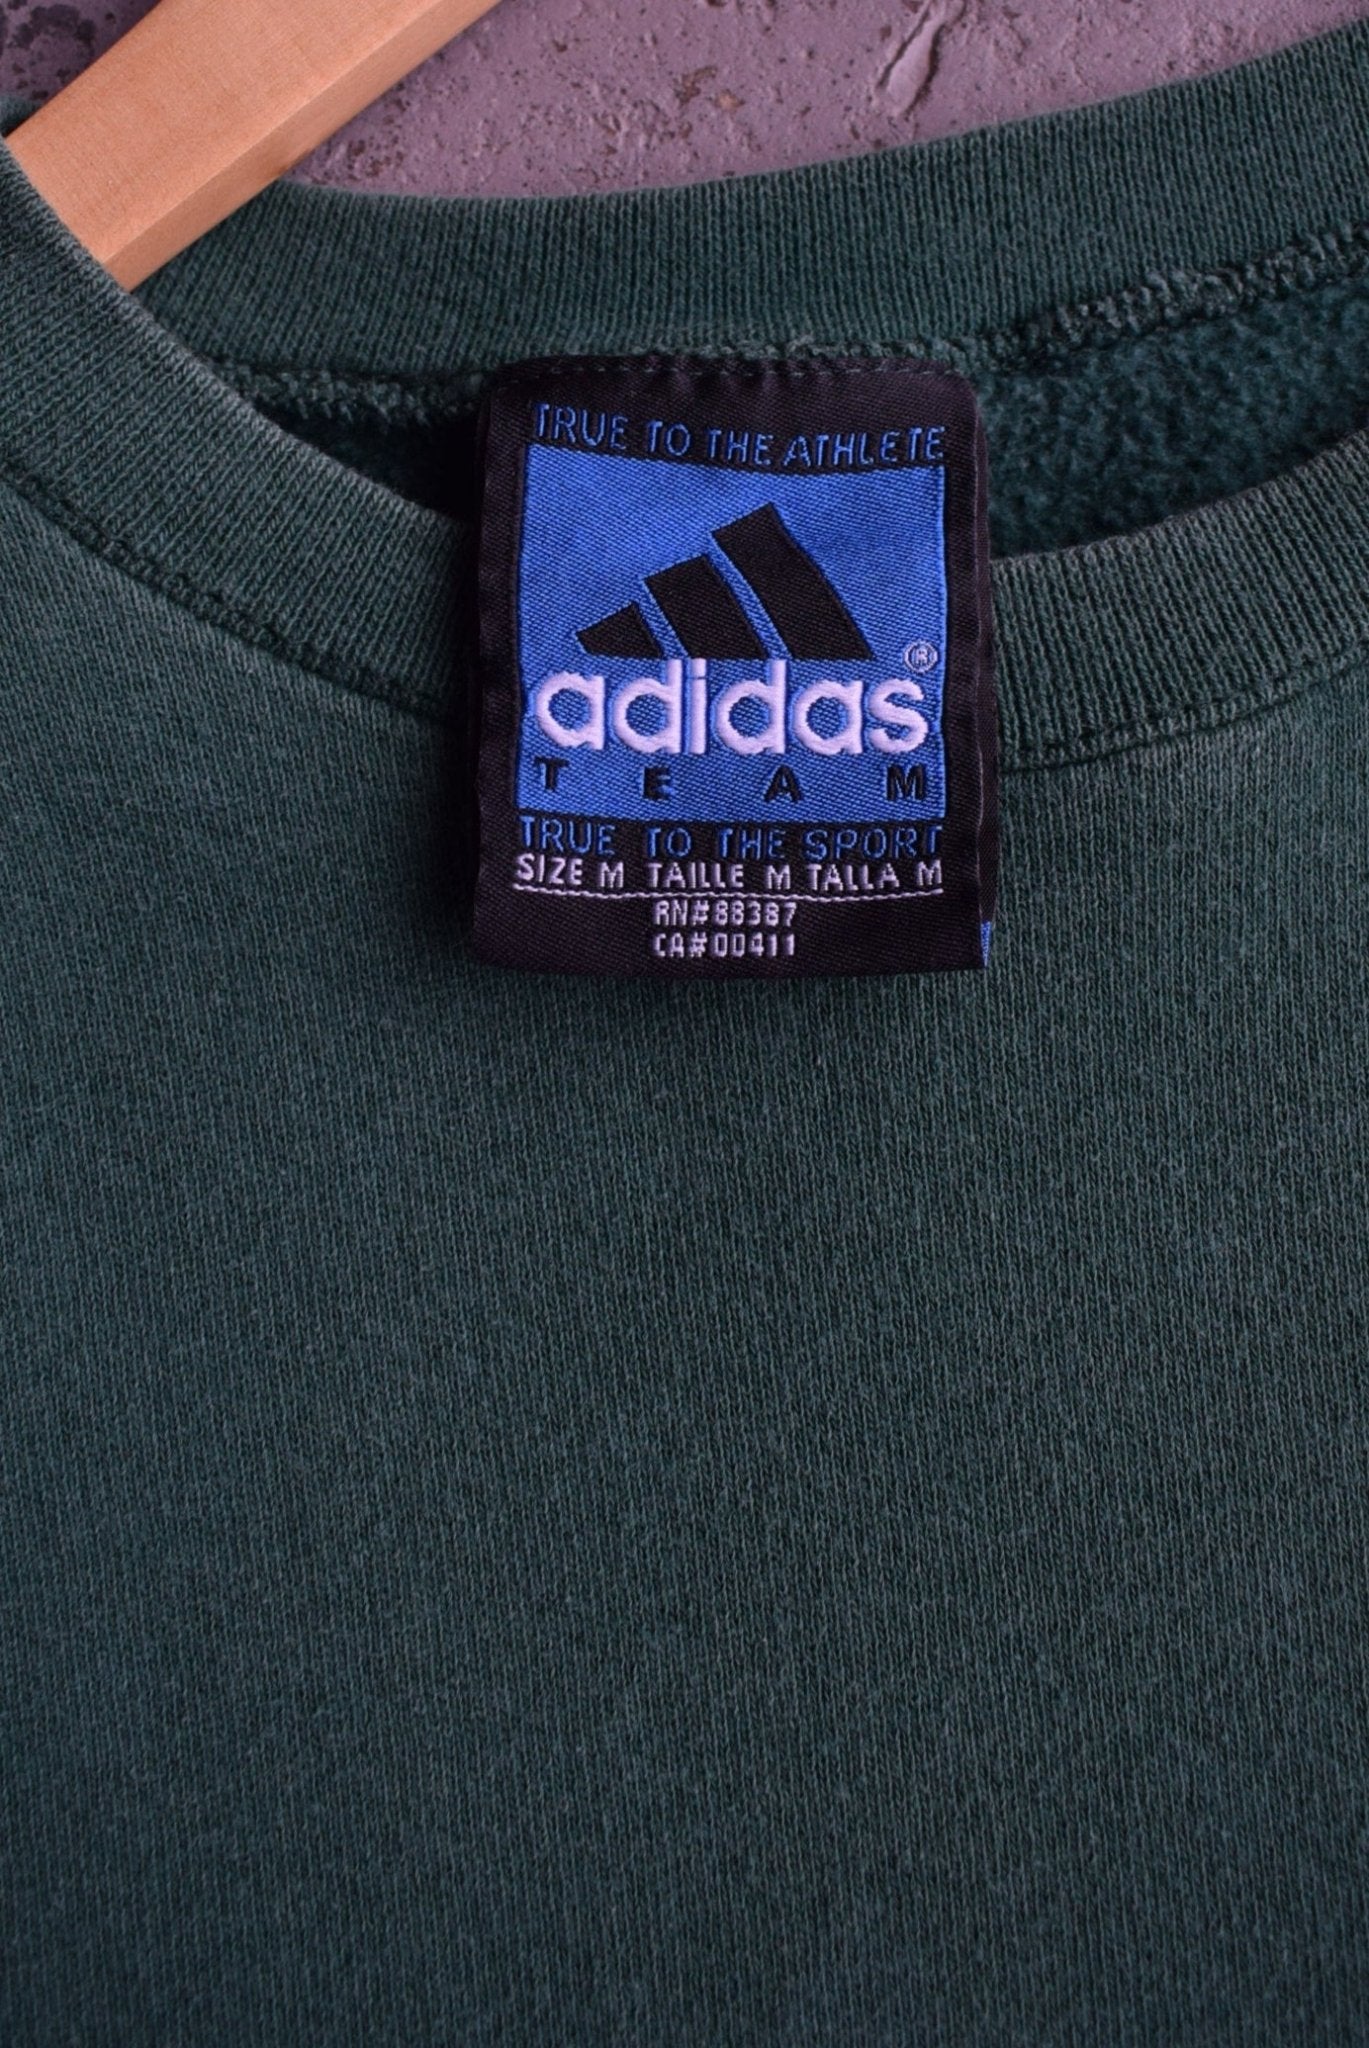 TRUE TO THE ATHLETE
adidas®
TEAM
TRUE TO THE SPORT
SIZE M TAILLE M TALLA M
RN#88387
CA#00411